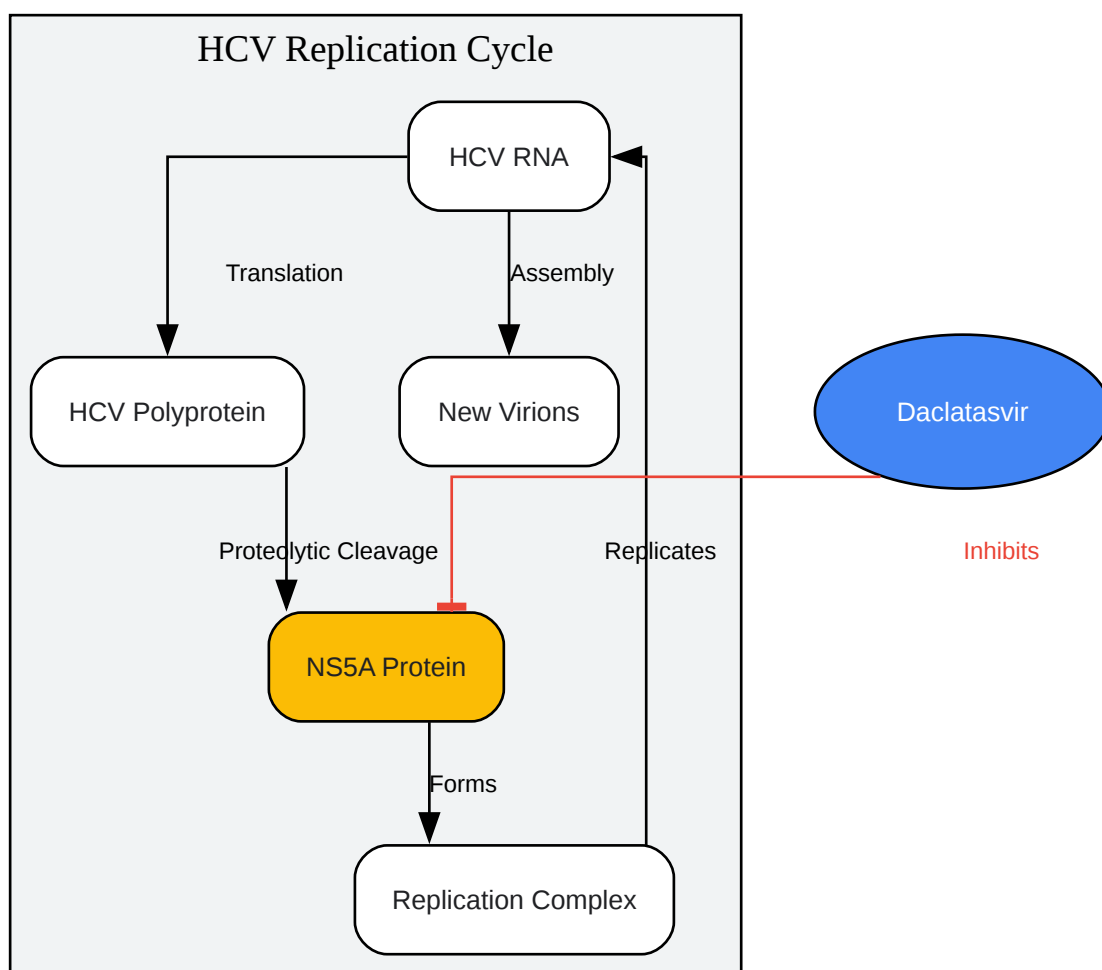 HCV Replication Cycle
HCV RNA
Translation
Assembly
HCV Polyprotein
New Virions
Daclatasvir
Proteolytic Cleavage
Replicates
Inhibits
NS5A Protein
Forms
Replication Complex